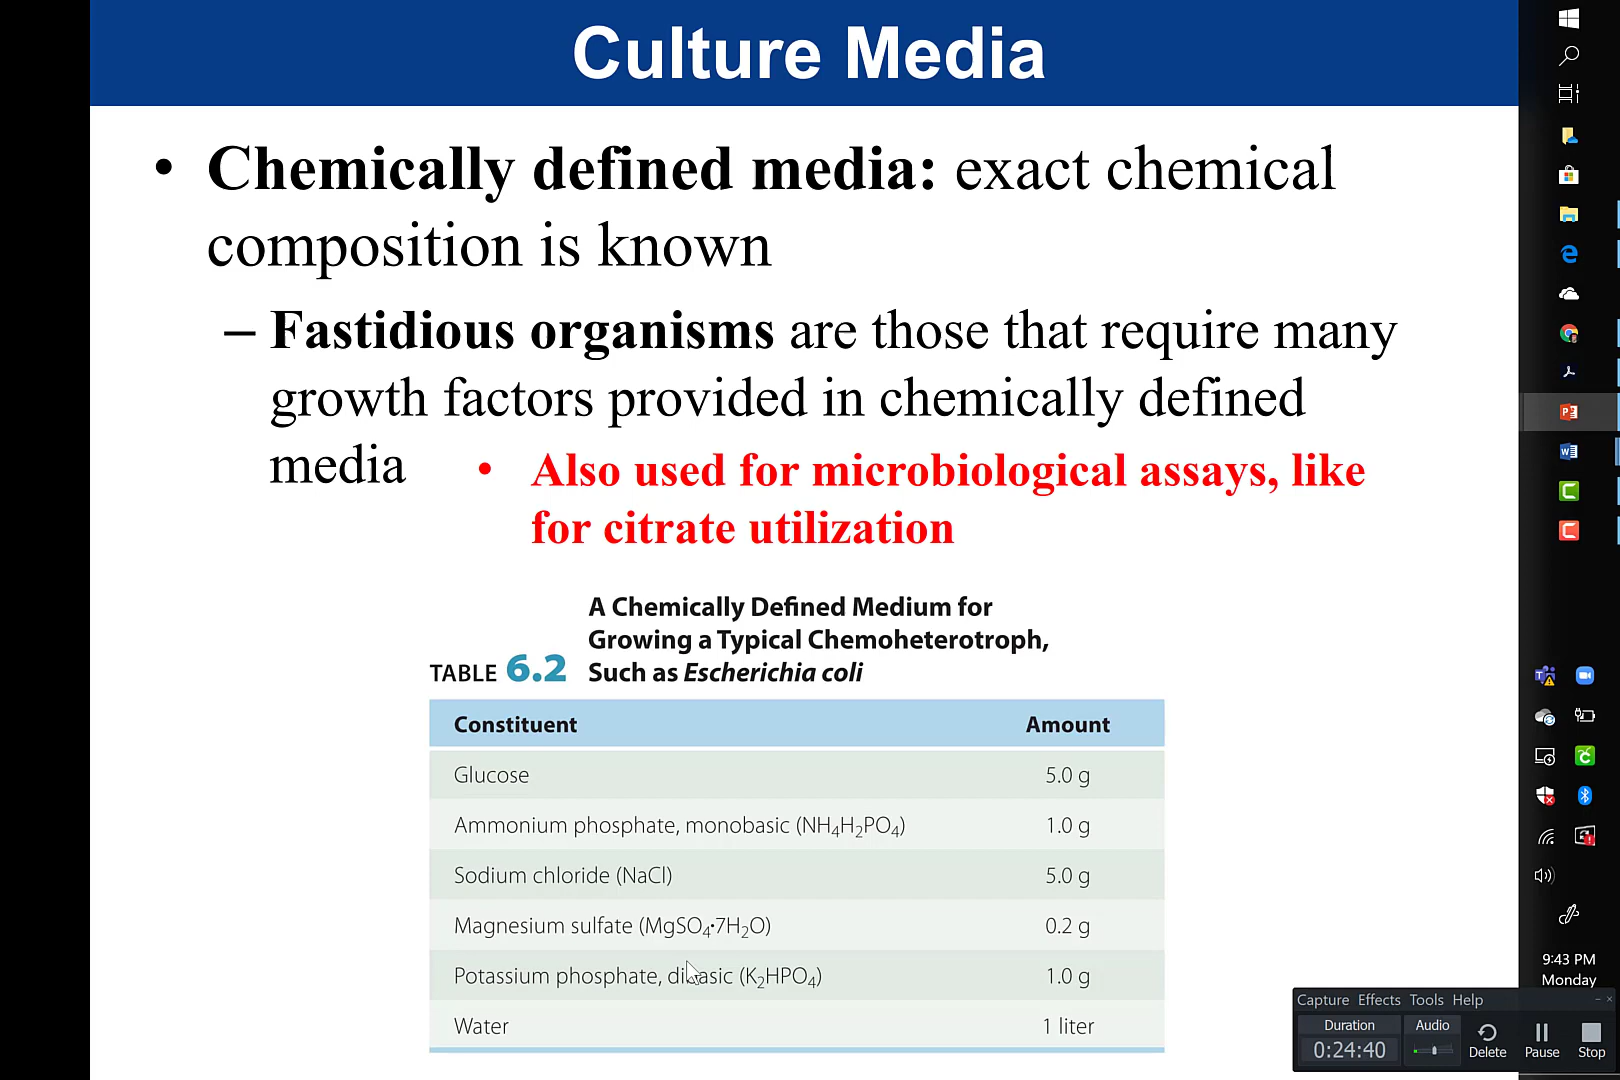 Culture Media
• Chemically defined media: exact chemical
composition is known
– Fastidious organisms are those that require many
growth factors provided in chemically defined
media
• Also used for microbiological assays, like
for citrate utilization
A Chemically Defined Medium for
Growing a Typical Chemoheterotroph,
TABLE 6.2 Such as Escherichia coli
Constituent Amount
Glucose 5.0 g
Ammonium phosphate, monobasic (NH₄H₂PO₄) 1.0 g
Sodium chloride (NaCl) 5.0 g
Magnesium sulfate (MgSO₄•7H₂O) 0.2 g
Potassium phosphate, dibasic (K₂HPO₄) 1.0 g
Water 1 liter
9:43 PM
Monday
Capture Effects Tools Help
Duration Audio
0:24:40 Delete Pause Stop